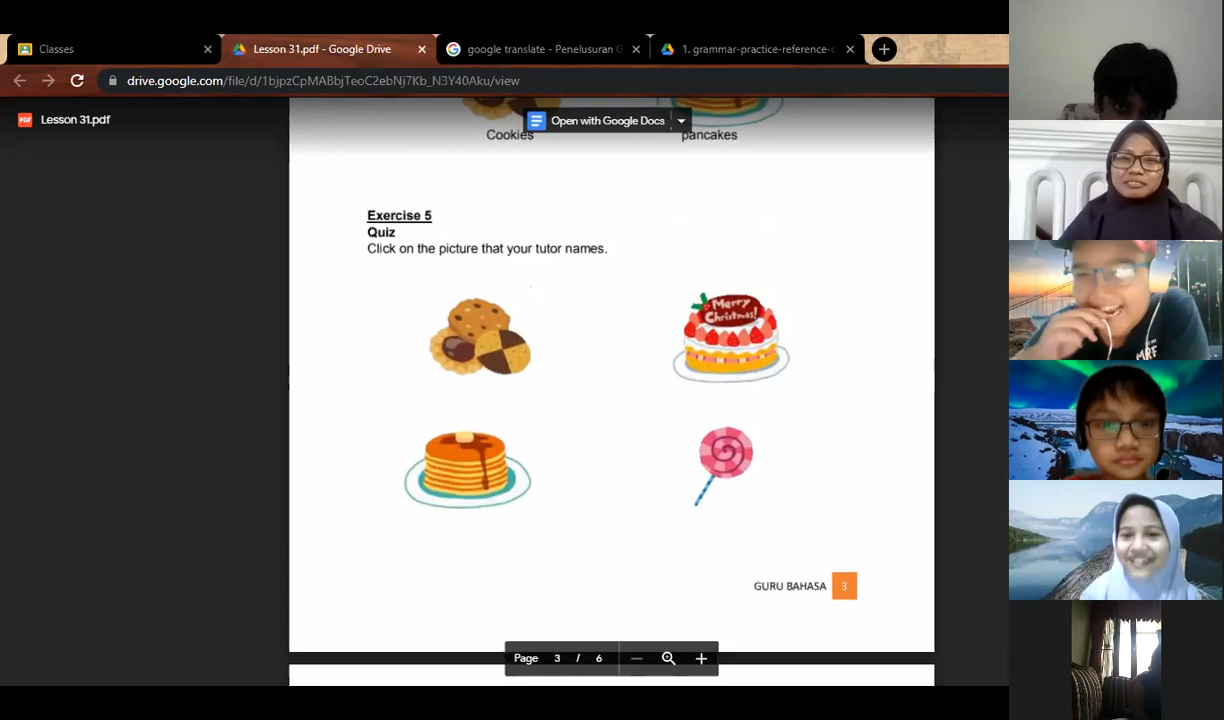 Classes
Lesson 31.pdf - Google Drive
google translate - Penelusuran G
1. grammar-practice-reference-c
drive.google.com/file/d/1bjpzCpMABbjTeoC2ebNj7Kb_N3Y40Aku/view
PDF Lesson 31.pdf
Open with Google Docs
Cookies
pancakes
Exercise 5
Quiz
Click on the picture that your tutor names.
Merry
Christmas!
GURU BAHASA 3
Page 3 / 6